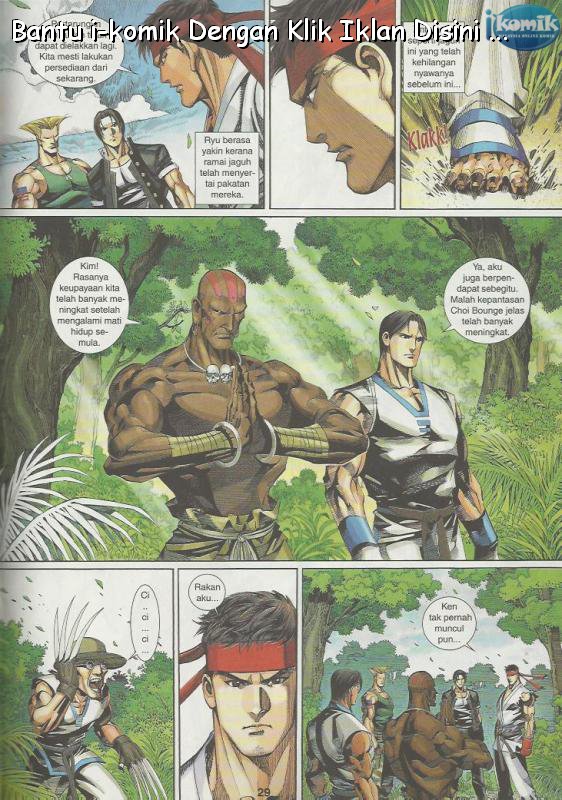 Bantu i-komik Dengan Klik Iklan Disini ...
ikomik
dapat dielakkan lagi.
Kita mesti lakukan
persediaan dari
sekarang.
Ryu berasa
yakin kerana
ramai jaguh
telah menyer-
tai pakatan
mereka.
ini yang telah
kehilangan
nyawanya
sebelum ini...
Klakk!
Kim!
Rasanya
keupayaan kita
telah banyak me-
ningkat setelah
mengalami mati
hidup se-
mula.
Ya, aku
juga berpen-
dapat sebegitu.
Malah kepantasan
Choi Bounge jelas
telah banyak
meningkat.
Ci
..
ci
...
ci
...
Rakan
aku...
Ken
tak pernah
muncul
pun...
29